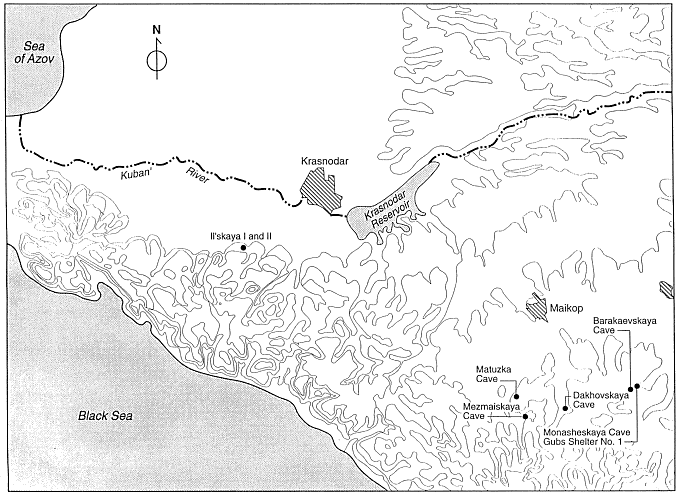 Sea
of Azov
N
Krasnodar
Kuban'
River
Krasnodar
Reservoir
Il'skaya I and II
Maikop
Barakaevskaya
Cave
Matuzka
Cave
Dakhovskaya
Cave
Mezmaiskaya
Cave
Monasheskaya Cave
Gubs Shelter No. 1
Black Sea